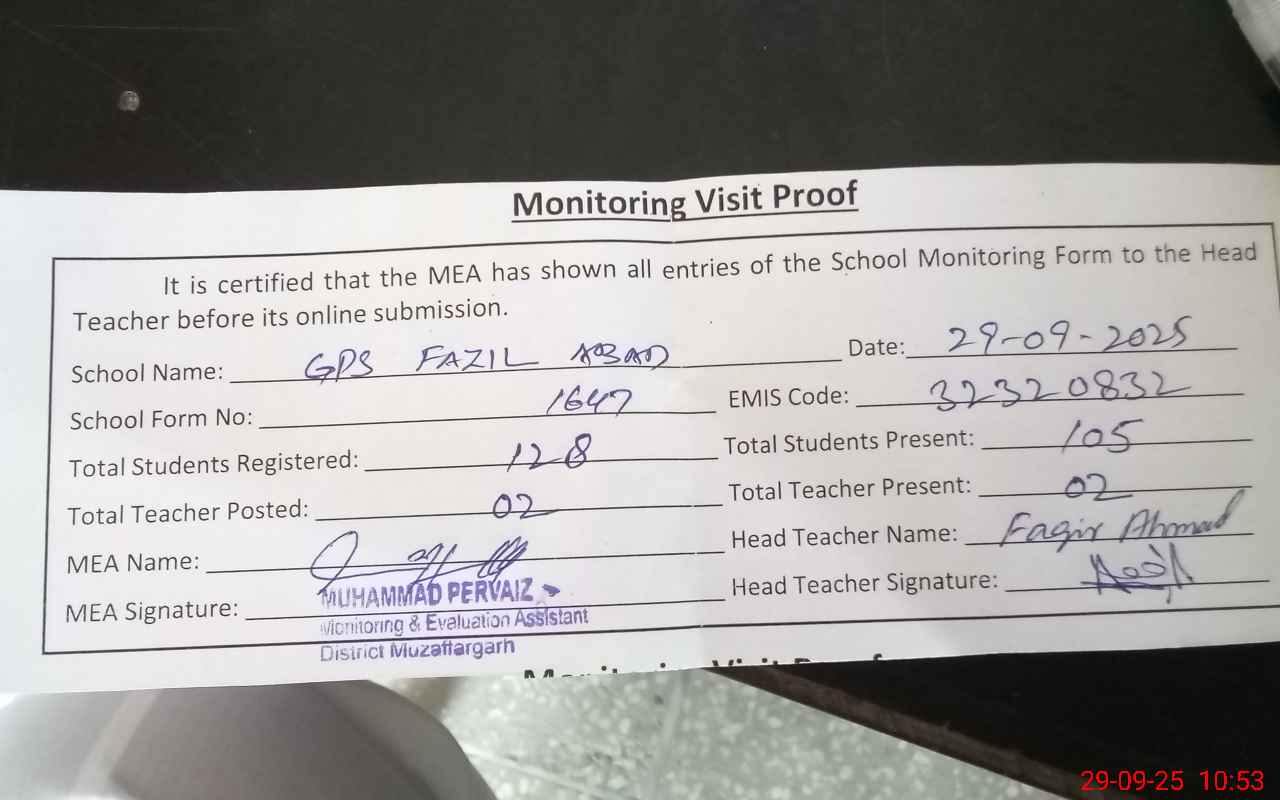 Monitoring Visit Proof
It is certified that the MEA has shown all entries of the School Monitoring Form to the Head
Teacher before its online submission.
School Name: GPS FAZIL ABAD Date: 29-09-2025
School Form No: 1647 EMIS Code: 32320832
Total Students Registered: 128 Total Students Present: 105
Total Teacher Posted: 02 Total Teacher Present: 02
MEA Name: Head Teacher Name: Faqir Ahmad
MEA Signature: MUHAMMAD PERVAIZ Head Teacher Signature:
Monitoring & Evaluation Assistant
District Muzaffargarh
Monitoring Visit Proof
29-09-25 10:53